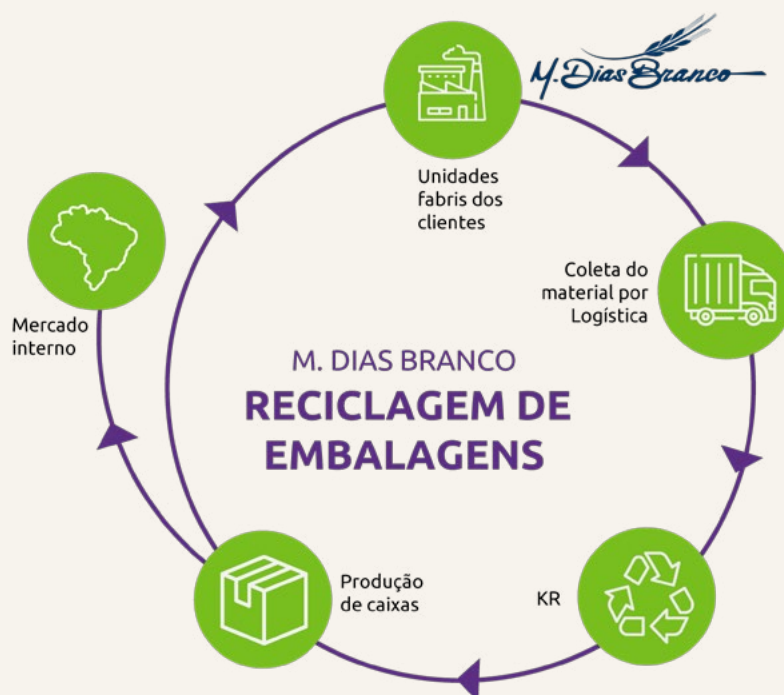 M. Dias Branco
Unidades
fabris dos
clientes
Coleta do
material por
Logística
Mercado
interno
M. DIAS BRANCO
RECICLAGEM DE
EMBALAGENS
Produção
de caixas
KR